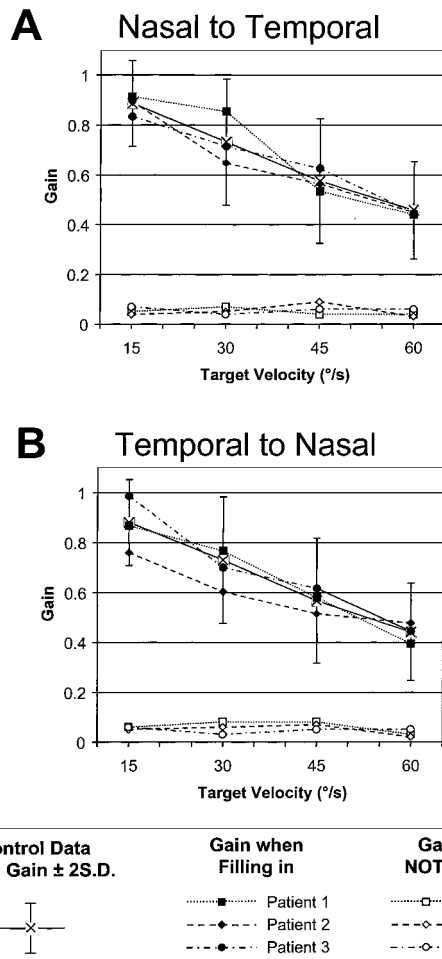 A Nasal to Temporal
1
0.8
0.6
0.4
0.2
0
Gain
15 30 45 60
Target Velocity (°/s)
B Temporal to Nasal
1
0.8
0.6
0.4
0.2
0
Gain
15 30 45 60
Target Velocity (°/s)
Data
Gain ± 2S.D.
Gain when
Filling in
Patient 1
Patient 2
Patient 3
NOT